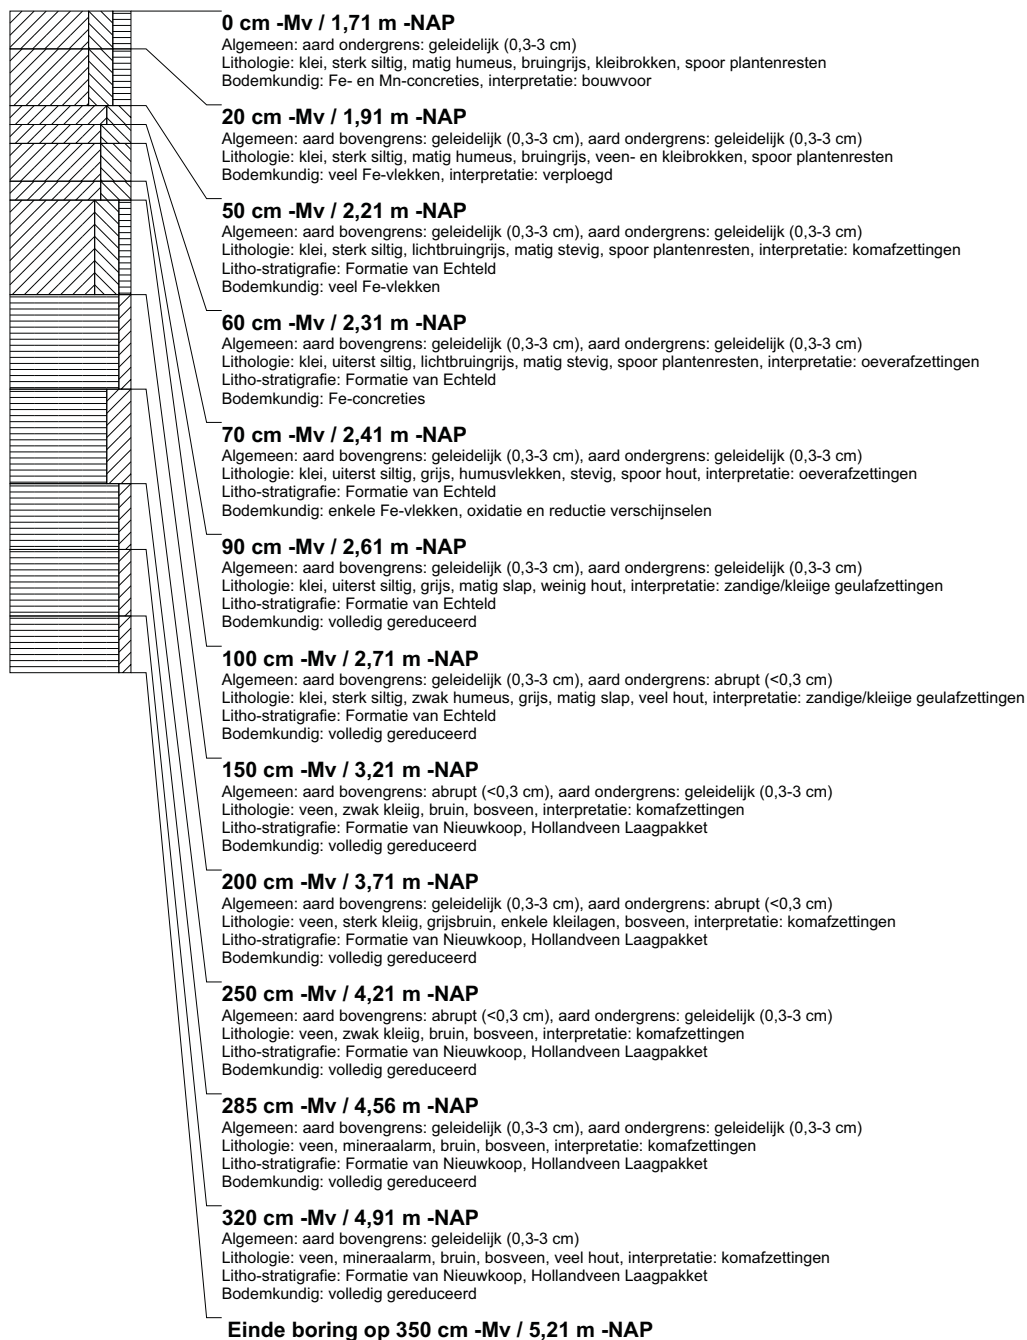 0 cm -Mv / 1,71 m -NAP
Algemeen: aard ondergrens: geleidelijk (0,3-3 cm)
Lithologie: klei, sterk siltig, matig humeus, bruingrijs, kleibrokken, spoor plantenresten
Bodemkundig: Fe- en Mn-concreties, interpretatie: bouwvoor
20 cm -Mv / 1,91 m -NAP
Algemeen: aard bovengrens: geleidelijk (0,3-3 cm), aard ondergrens: geleidelijk (0,3-3 cm)
Lithologie: klei, sterk siltig, matig humeus, bruingrijs, veen- en kleibrokken, spoor plantenresten
Bodemkundig: veel Fe-vlekken, interpretatie: verploegd
50 cm -Mv / 2,21 m -NAP
Algemeen: aard bovengrens: geleidelijk (0,3-3 cm), aard ondergrens: geleidelijk (0,3-3 cm)
Lithologie: klei, sterk siltig, lichtbruingrijs, matig stevig, spoor plantenresten, interpretatie: komafzettingen
Litho-stratigrafie: Formatie van Echteld
Bodemkundig: veel Fe-vlekken
60 cm -Mv / 2,31 m -NAP
Algemeen: aard bovengrens: geleidelijk (0,3-3 cm), aard ondergrens: geleidelijk (0,3-3 cm)
Lithologie: klei, uiterst siltig, lichtbruingrijs, matig stevig, spoor plantenresten, interpretatie: oeverafzettingen
Litho-stratigrafie: Formatie van Echteld
Bodemkundig: Fe-concreties
70 cm -Mv / 2,41 m -NAP
Algemeen: aard bovengrens: geleidelijk (0,3-3 cm), aard ondergrens: geleidelijk (0,3-3 cm)
Lithologie: klei, uiterst siltig, grijs, humusvlekken, stevig, spoor hout, interpretatie: oeverafzettingen
Litho-stratigrafie: Formatie van Echteld
Bodemkundig: enkele Fe-vlekken, oxidatie en reductie verschijnselen
90 cm -Mv / 2,61 m -NAP
Algemeen: aard bovengrens: geleidelijk (0,3-3 cm), aard ondergrens: geleidelijk (0,3-3 cm)
Lithologie: klei, uiterst siltig, grijs, matig slap, weinig hout, interpretatie: zandige/kleiige geulafzettingen
Litho-stratigrafie: Formatie van Echteld
Bodemkundig: volledig gereduceerd
100 cm -Mv / 2,71 m -NAP
Algemeen: aard bovengrens: geleidelijk (0,3-3 cm), aard ondergrens: abrupt (<0,3 cm)
Lithologie: klei, sterk siltig, zwak humeus, grijs, matig slap, veel hout, interpretatie: zandige/kleiige geulafzettingen
Litho-stratigrafie: Formatie van Echteld
Bodemkundig: volledig gereduceerd
150 cm -Mv / 3,21 m -NAP
Algemeen: aard bovengrens: abrupt (<0,3 cm), aard ondergrens: geleidelijk (0,3-3 cm)
Lithologie: veen, zwak kleiig, bruin, bosveen, interpretatie: komafzettingen
Litho-stratigrafie: Formatie van Nieuwkoop, Hollandveen Laagpakket
Bodemkundig: volledig gereduceerd
200 cm -Mv / 3,71 m -NAP
Algemeen: aard bovengrens: geleidelijk (0,3-3 cm), aard ondergrens: abrupt (<0,3 cm)
Lithologie: veen, sterk kleiig, grijsbruin, enkele kleilagen, bosveen, interpretatie: komafzettingen
Litho-stratigrafie: Formatie van Nieuwkoop, Hollandveen Laagpakket
Bodemkundig: volledig gereduceerd
250 cm -Mv / 4,21 m -NAP
Algemeen: aard bovengrens: abrupt (<0,3 cm), aard ondergrens: geleidelijk (0,3-3 cm)
Lithologie: veen, zwak kleiig, bruin, bosveen, interpretatie: komafzettingen
Litho-stratigrafie: Formatie van Nieuwkoop, Hollandveen Laagpakket
Bodemkundig: volledig gereduceerd
285 cm -Mv / 4,56 m -NAP
Algemeen: aard bovengrens: geleidelijk (0,3-3 cm), aard ondergrens: geleidelijk (0,3-3 cm)
Lithologie: veen, mineraalarm, bruin, bosveen, interpretatie: komafzettingen
Litho-stratigrafie: Formatie van Nieuwkoop, Hollandveen Laagpakket
Bodemkundig: volledig gereduceerd
320 cm -Mv / 4,91 m -NAP
Algemeen: aard bovengrens: geleidelijk (0,3-3 cm)
Lithologie: veen, mineraalarm, bruin, bosveen, veel hout, interpretatie: komafzettingen
Litho-stratigrafie: Formatie van Nieuwkoop, Hollandveen Laagpakket
Bodemkundig: volledig gereduceerd
Einde boring op 350 cm -Mv / 5,21 m -NAP